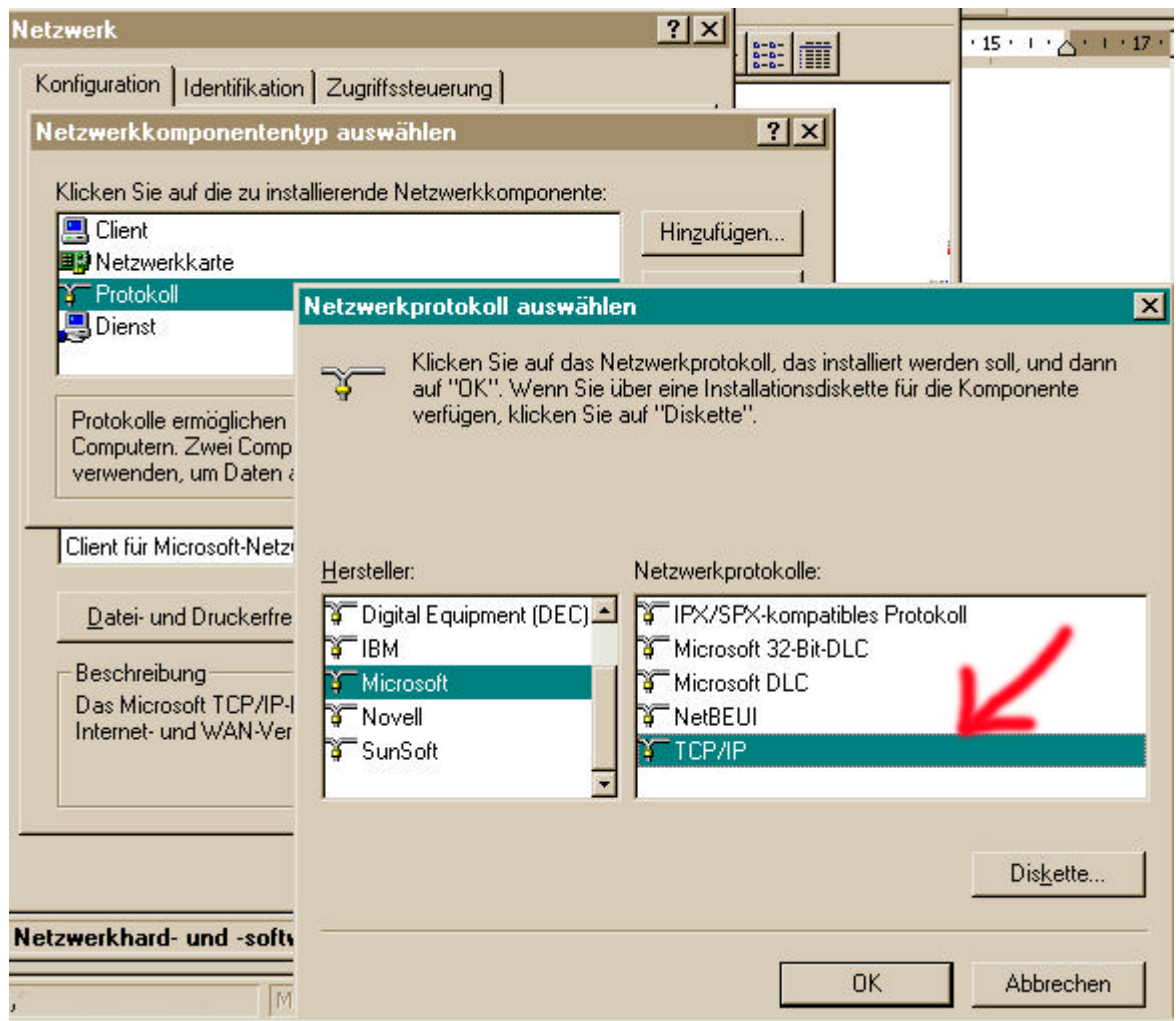 Netzwerk
· 15 · ı · · ı · 17 ·
Konfiguration
Identifikation
Zugriffssteuerung
Netzwerkkomponententyp auswählen
Klicken Sie auf die zu installierende Netzwerkkomponente:
Client
Netzwerkkarte
Protokoll
Dienst
Hinzufügen...
Protokolle ermöglichen
Computern. Zwei Comp
verwenden, um Daten
Client für Microsoft-Netz
Datei- und Druckerfre
Beschreibung
Das Microsoft TCP/IP-
Internet- und WAN-Ver
Netzwerkhard- und -soft
M
Netzwerkprotokoll auswählen
Klicken Sie auf das Netzwerkprotokoll, das installiert werden soll, und dann
auf "OK". Wenn Sie über eine Installationsdiskette für die Komponente
verfügen, klicken Sie auf "Diskette".
Hersteller:
Digital Equipment (DEC)
IBM
Microsoft
Novell
SunSoft
Netzwerkprotokolle:
IPX/SPX-kompatibles Protokoll
Microsoft 32-Bit-DLC
Microsoft DLC
NetBEUI
TCP/IP
Diskette...
OK
Abbrechen